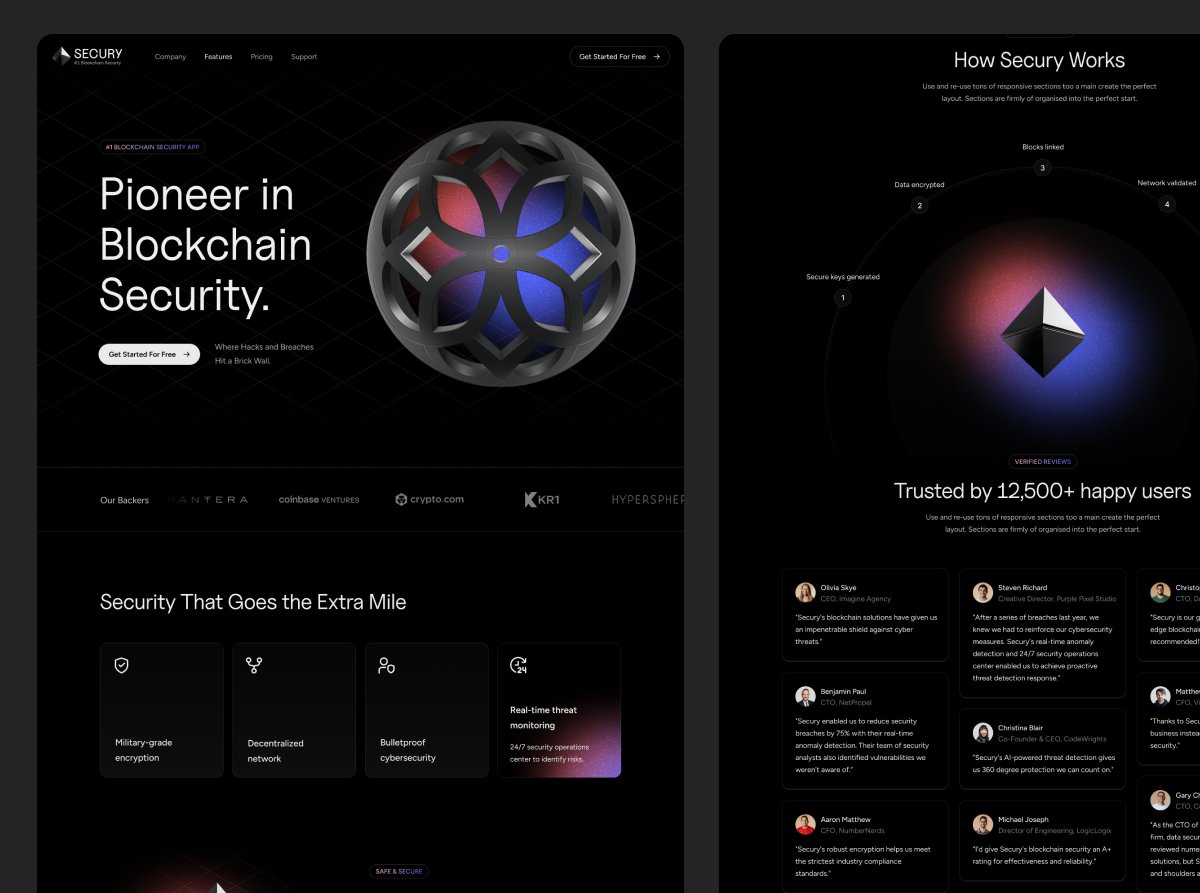 SECURY
#1 Blockchain Security
Company
Features
Pricing
Support
Get Started For Free
#1 BLOCKCHAIN SECURITY APP
Pioneer in
Blockchain
Security.
Get Started For Free
Where Hacks and Breaches
Hit a Brick Wall.
Our Backers
PANTERA
coinbase VENTURES
crypto.com
KR1
HYPERSPHER
Security That Goes the Extra Mile
Military-grade
encryption
Decentralized
network
Bulletproof
cybersecurity
24
Real-time threat
monitoring
24/7 security operations
center to identify risks.
SAFE & SECURE
How Secury Works
Use and re-use tons of responsive sections too a main create the perfect
layout. Sections are firmly of organised into the perfect start.
Blocks linked
3
Data encrypted
2
Network validated
4
Secure keys generated
1
VERIFIED REVIEWS
Trusted by 12,500+ happy users
Use and re-use tons of responsive sections too a main create the perfect
layout. Sections are firmly of organised into the perfect start.
Olivia Skye
CEO, Imagine Agency
"Secury's blockchain solutions have given us
an impenetrable shield against cyber
threats."
Benjamin Paul
CTO, NetPropel
"Secury enabled us to reduce security
breaches by 75% with their real-time
anomaly detection. Their team of security
analysts also identified vulnerabilities we
weren't aware of."
Aaron Matthew
CFO, NumberNerds
"Secury's robust encryption helps us meet
the strictest industry compliance
standards."
Steven Richard
Creative Director, Purple Pixel Studio
"After a series of breaches last year, we
knew we had to reinforce our cybersecurity
measures. Secury's real-time anomaly
detection and 24/7 security operations
center enabled us to achieve proactive
threat detection response."
Christina Blair
Co-Founder & CEO, CodeWrights
"Secury's AI-powered threat detection gives
us 360 degree protection we can count on."
Michael Joseph
Director of Engineering, LogicLogix
"I'd give Secury's blockchain security an A+
rating for effectiveness and reliability."
Christo
CTO, D
"Secury is our g
edge blockchai
recommended!
Matthe
CFO, V
"Thanks to Secu
business instea
security."
Gary Ch
CTO, C
"As the CTO of
firm, data secur
reviewed nume
solutions, but S
and shoulders a